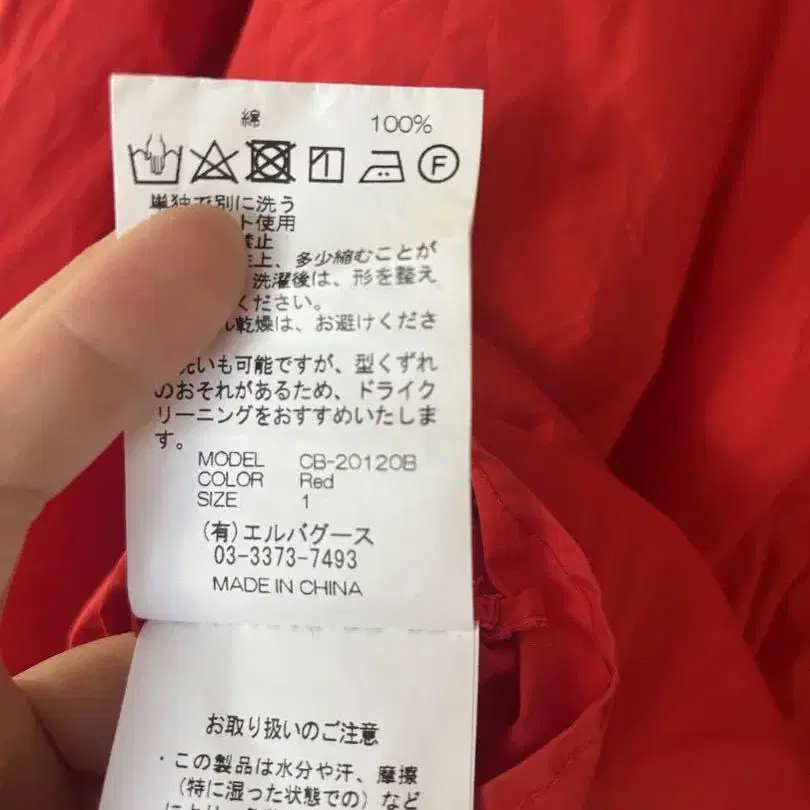 綿 100%
F
単独で別に洗う
ト使用
禁止
上、多少縮むことが
洗濯後は、形を整え
ください。
ル乾燥は、お避けくださ
洗いも可能ですが、型くずれ
のおそれがあるため、ドライク
リーニングをおすすめいたしま
す。
MODEL CB-20120B
COLOR Red
SIZE 1
(有)エルバグース
03-3373-7493
MADE IN CHINA
お取り扱いのご注意
・この製品は水分や汗、摩擦
(特に湿った状態での)など